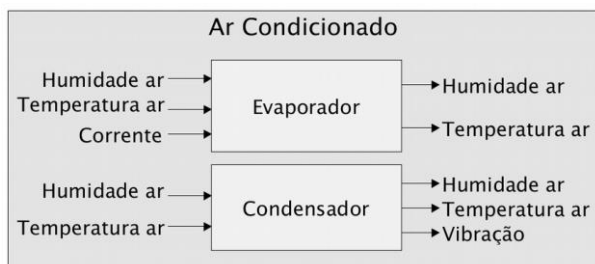 Ar Condicionado
Humidade ar
Temperatura ar
Corrente
Evaporador
Humidade ar
Temperatura ar
Humidade ar
Temperatura ar
Condensador
Humidade ar
Temperatura ar
Vibração